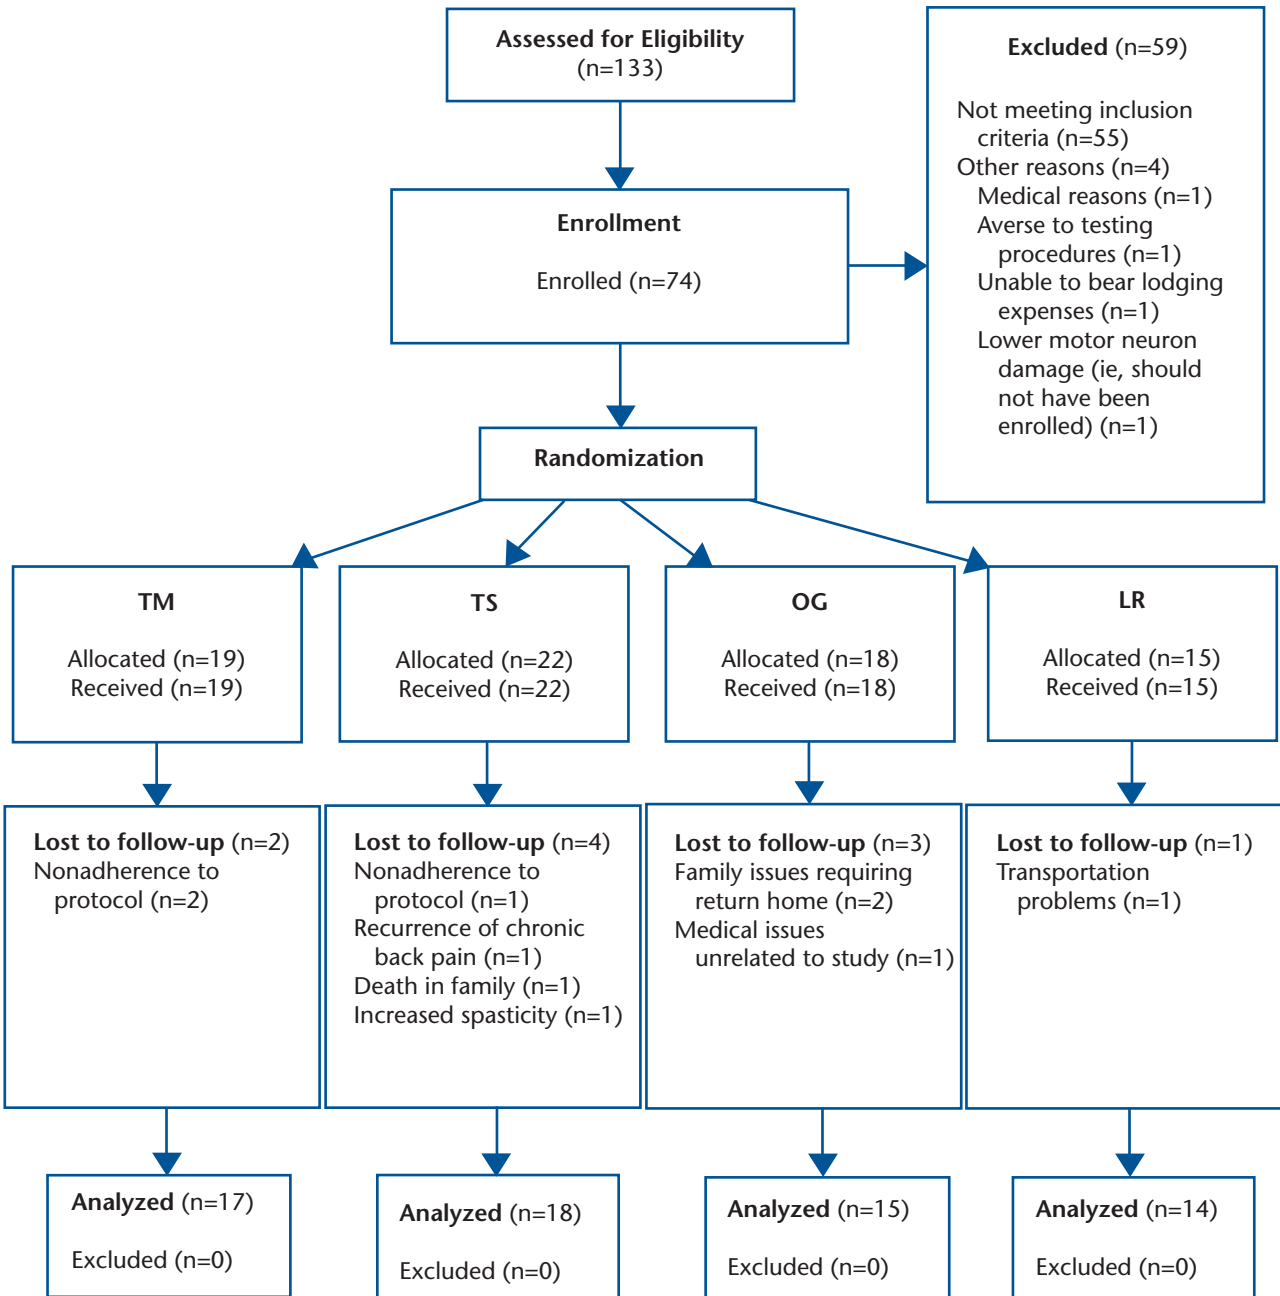 Assessed for Eligibility
(n=133)
Excluded (n=59)
Not meeting inclusion
criteria (n=55)
Other reasons (n=4)
Medical reasons (n=1)
Averse to testing
procedures (n=1)
Unable to bear lodging
expenses (n=1)
Lower motor neuron
damage (ie, should
not have been
enrolled) (n=1)
Enrollment
Enrolled (n=74)
Randomization
TM
Allocated (n=19)
Received (n=19)
TS
Allocated (n=22)
Received (n=22)
OG
Allocated (n=18)
Received (n=18)
LR
Allocated (n=15)
Received (n=15)
Lost to follow-up (n=2)
Nonadherence to
protocol (n=2)
Lost to follow-up (n=4)
Nonadherence to
protocol (n=1)
Recurrence of chronic
back pain (n=1)
Death in family (n=1)
Increased spasticity (n=1)
Lost to follow-up (n=3)
Family issues requiring
return home (n=2)
Medical issues
unrelated to study (n=1)
Lost to follow-up (n=1)
Transportation
problems (n=1)
Analyzed (n=17)
Excluded (n=0)
Analyzed (n=18)
Excluded (n=0)
Analyzed (n=15)
Excluded (n=0)
Analyzed (n=14)
Excluded (n=0)